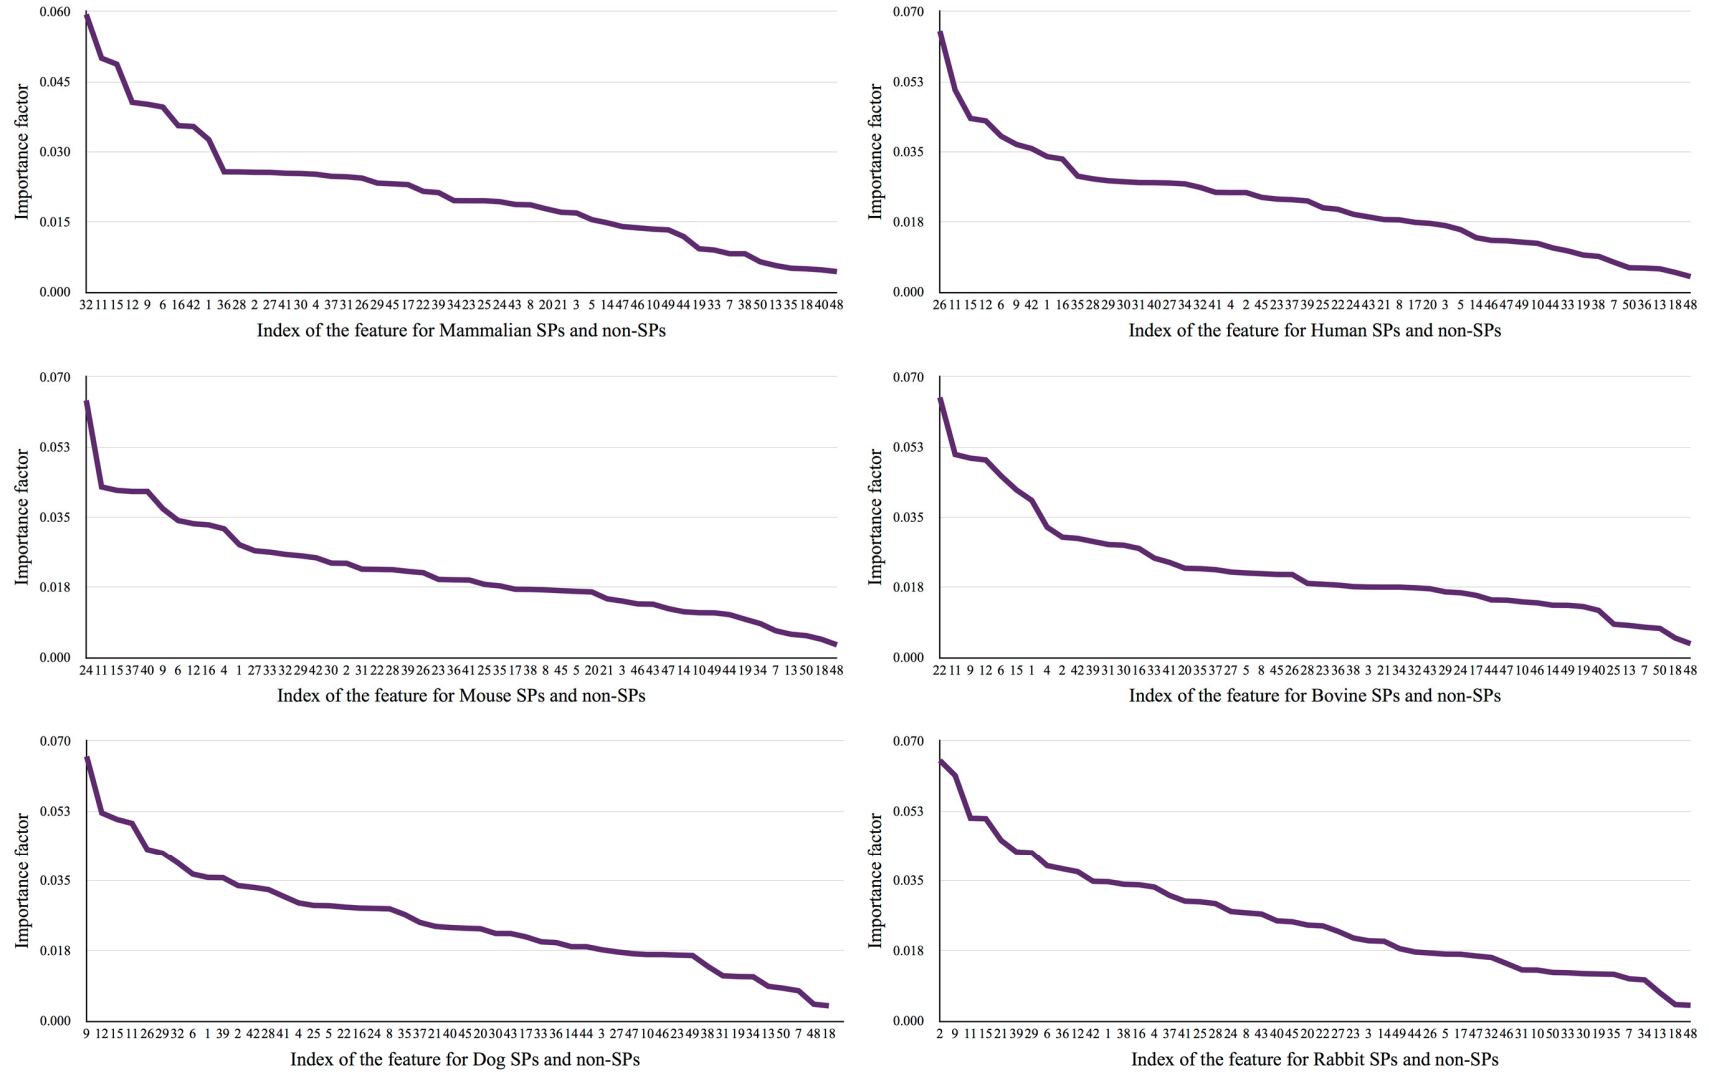 0.060
0.045
0.030
0.015
0.000
Importance factor
32 11 15 12 9 6 16 42 1 36 28 2 27 41 30 4 37 31 26 29 45 17 22 39 34 23 25 24 43 8 20 21 3 5 14 47 46 10 49 44 19 33 7 38 50 13 35 18 40 48
Index of the feature for Mammalian SPs and non-SPs
0.070
0.053
0.035
0.018
0.000
Importance factor
26 11 15 12 6 9 42 1 16 35 28 29 30 31 40 27 34 32 41 4 2 45 23 37 39 25 22 24 43 21 8 17 20 3 5 14 46 47 49 10 44 33 19 38 7 50 36 13 18 48
Index of the feature for Human SPs and non-SPs
0.070
0.053
0.035
0.018
0.000
Importance factor
24 11 15 37 40 9 6 12 16 4 1 27 33 32 29 42 30 2 31 22 28 39 26 23 36 41 25 35 17 38 8 45 5 20 21 3 46 43 47 14 10 49 44 19 34 7 13 50 18 48
Index of the feature for Mouse SPs and non-SPs
0.070
0.053
0.035
0.018
0.000
Importance factor
22 11 9 12 6 15 1 4 2 42 39 31 30 16 33 41 20 35 37 27 5 8 45 26 28 23 36 38 3 21 34 32 43 29 24 17 44 47 10 46 14 49 19 40 25 13 7 50 18 48
Index of the feature for Bovine SPs and non-SPs
0.070
0.053
0.035
0.018
0.000
Importance factor
9 12 15 11 26 29 32 6 1 39 2 42 28 41 4 25 5 22 16 24 8 35 37 21 40 45 20 30 43 17 33 36 14 44 3 27 47 10 46 23 49 38 31 19 34 13 50 7 48 18
Index of the feature for Dog SPs and non-SPs
0.070
0.053
0.035
0.018
0.000
Importance factor
2 9 11 15 21 39 29 6 36 12 42 1 38 16 4 37 41 25 28 24 8 43 40 45 20 22 27 23 3 14 49 44 26 5 17 47 32 46 31 10 50 33 30 19 35 7 34 13 18 48
Index of the feature for Rabbit SPs and non-SPs